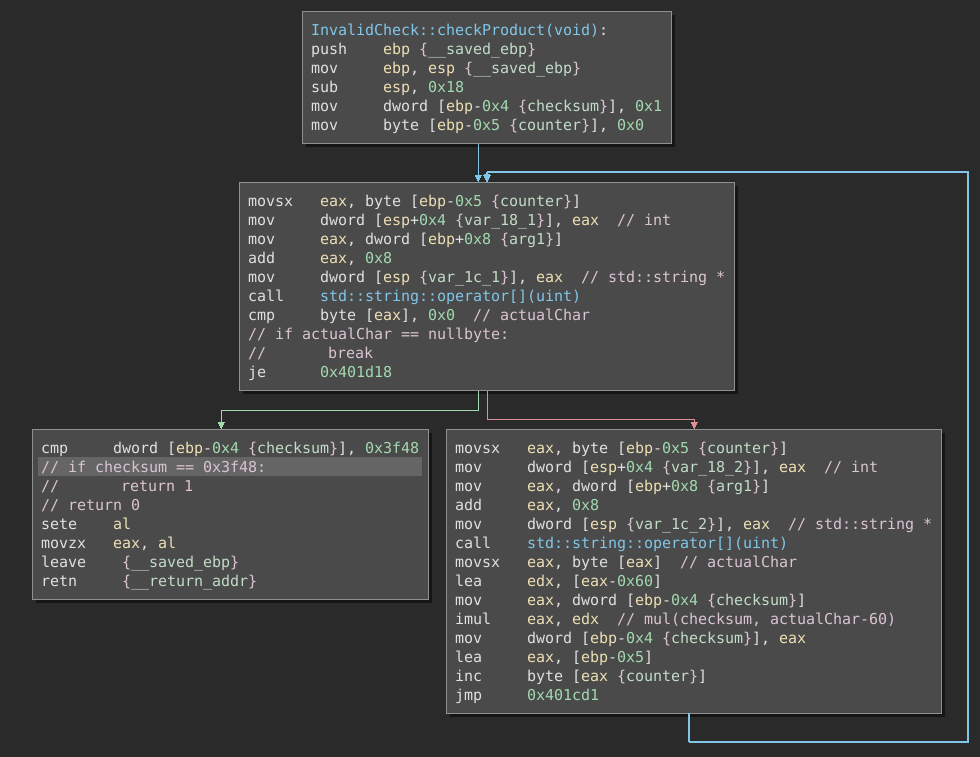 InvalidCheck::checkProduct(void):
push ebp {__saved_ebp}
mov ebp, esp {__saved_ebp}
sub esp, 0x18
mov dword [ebp-0x4 {checksum}], 0x1
mov byte [ebp-0x5 {counter}], 0x0
movsx eax, byte [ebp-0x5 {counter}]
mov dword [esp+0x4 {var_18_1}], eax // int
mov eax, dword [ebp+0x8 {arg1}]
add eax, 0x8
mov dword [esp {var_1c_1}], eax // std::string *
call std::string::operator[](uint)
cmp byte [eax], 0x0 // actualChar
// if actualChar == nullbyte:
// break
je 0x401d18
cmp dword [ebp-0x4 {checksum}], 0x3f48
// if checksum == 0x3f48:
// return 1
// return 0
sete al
movzx eax, al
leave {__saved_ebp}
retn {__return_addr}
movsx eax, byte [ebp-0x5 {counter}]
mov dword [esp+0x4 {var_18_2}], eax // int
mov eax, dword [ebp+0x8 {arg1}]
add eax, 0x8
mov dword [esp {var_1c_2}], eax // std::string *
call std::string::operator[](uint)
movsx eax, byte [eax] // actualChar
lea edx, [eax-0x60]
mov eax, dword [ebp-0x4 {checksum}]
imul eax, edx // mul(checksum, actualChar-60)
mov dword [ebp-0x4 {checksum}], eax
lea eax, [ebp-0x5]
inc byte [eax {counter}]
jmp 0x401cd1